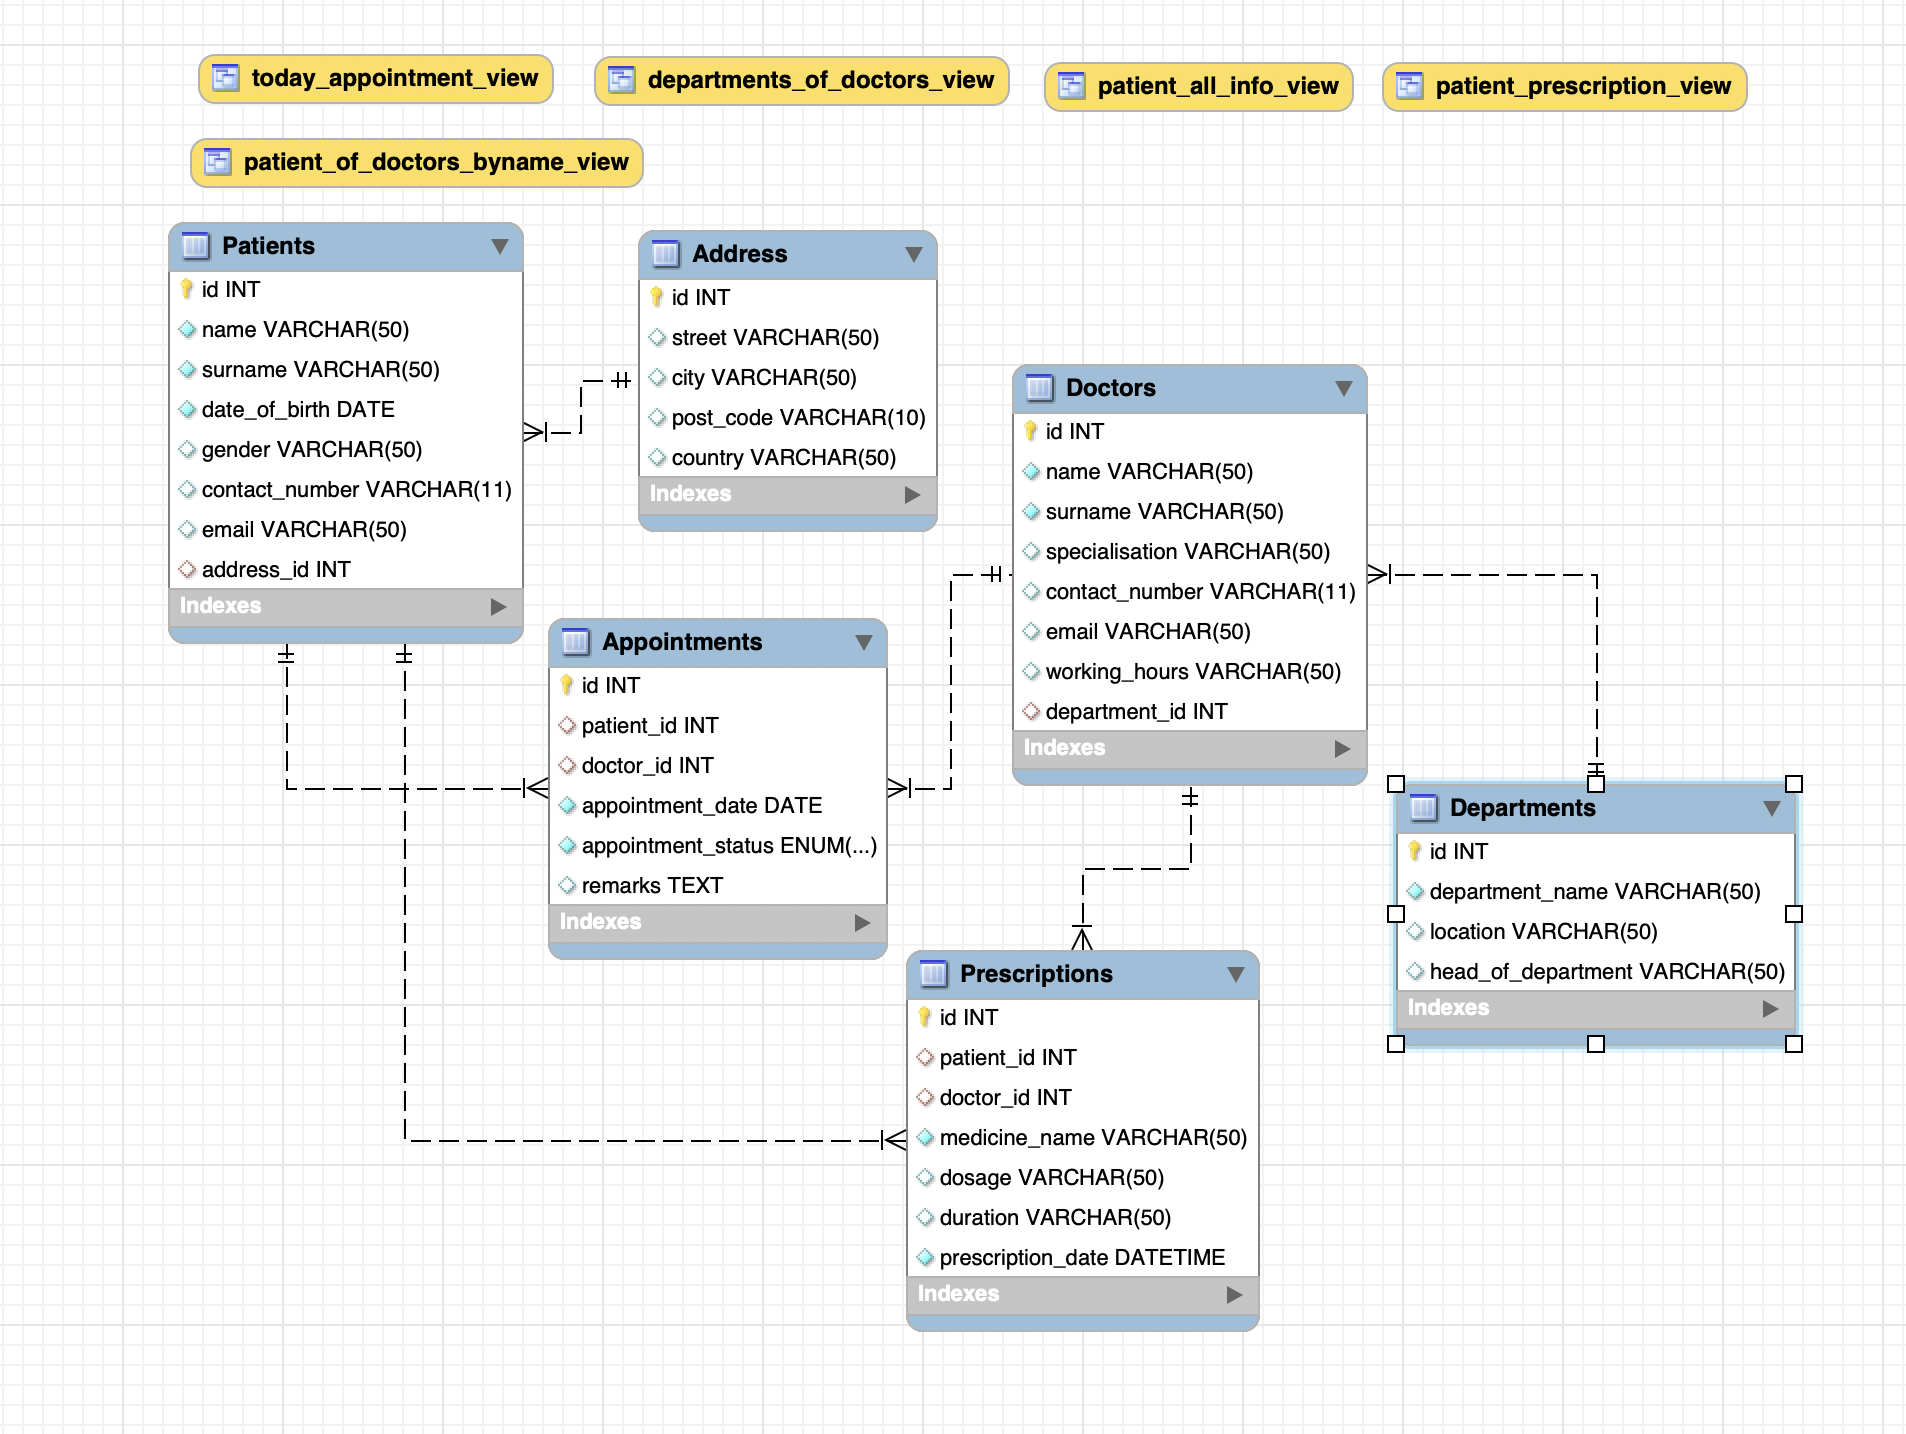 today_appointment_view
departments_of_doctors_view
patient_all_info_view
patient_prescription_view
patient_of_doctors_byname_view
Patients
id INT
name VARCHAR(50)
surname VARCHAR(50)
date_of_birth DATE
gender VARCHAR(50)
contact_number VARCHAR(11)
email VARCHAR(50)
address_id INT
Indexes
Address
id INT
street VARCHAR(50)
city VARCHAR(50)
post_code VARCHAR(10)
country VARCHAR(50)
Indexes
Doctors
id INT
name VARCHAR(50)
surname VARCHAR(50)
specialisation VARCHAR(50)
contact_number VARCHAR(11)
email VARCHAR(50)
working_hours VARCHAR(50)
department_id INT
Indexes
Appointments
id INT
patient_id INT
doctor_id INT
appointment_date DATE
appointment_status ENUM(...)
remarks TEXT
Indexes
Departments
id INT
department_name VARCHAR(50)
location VARCHAR(50)
head_of_department VARCHAR(50)
Indexes
Prescriptions
id INT
patient_id INT
doctor_id INT
medicine_name VARCHAR(50)
dosage VARCHAR(50)
duration VARCHAR(50)
prescription_date DATETIME
Indexes